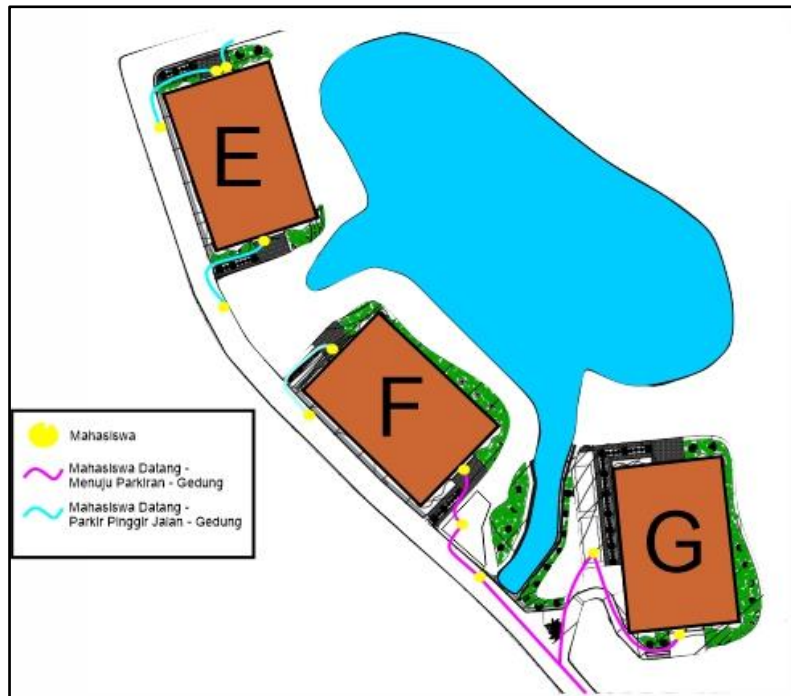 E
F
G
Mahasiswa
Mahasiswa Datang -
Menuju Parkiran - Gedung
Mahasiswa Datang -
Parkir Pinggir Jalan - Gedung